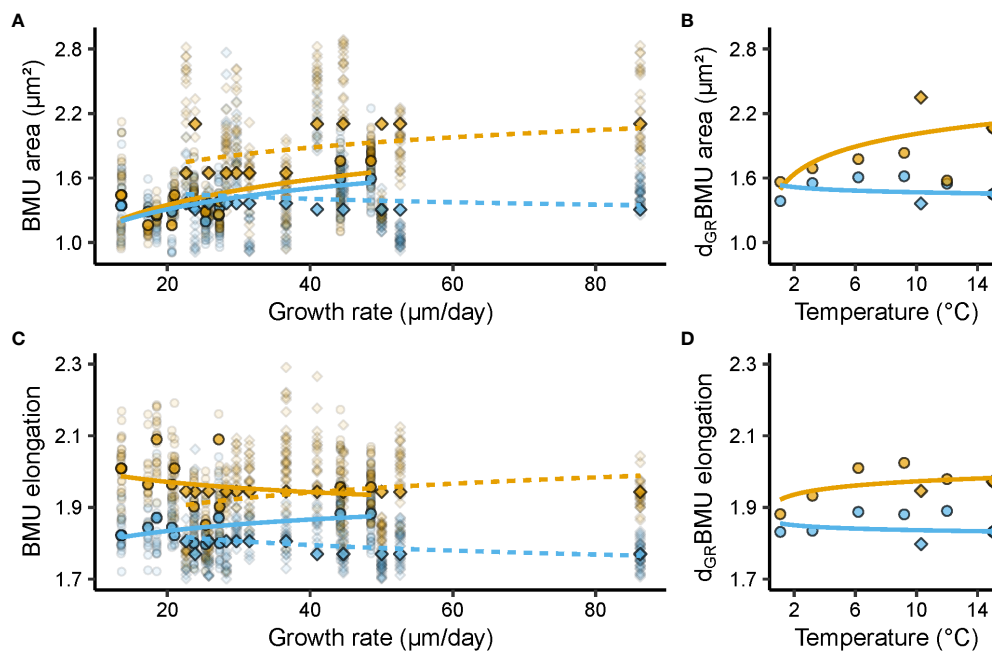 A
BMU area (µm²)
2.8
2.2
1.6
1.0
20 40 60 80
Growth rate (µm/day)
B
dGRBMU area (µm²)
2.8
2.2
1.6
1.0
2 6 10 14
Temperature (°C)
C
BMU elongation
2.3
2.1
1.9
1.7
20 40 60 80
Growth rate (µm/day)
D
dGRBMU elongation
2.3
2.1
1.9
1.7
2 6 10 14
Temperature (°C)